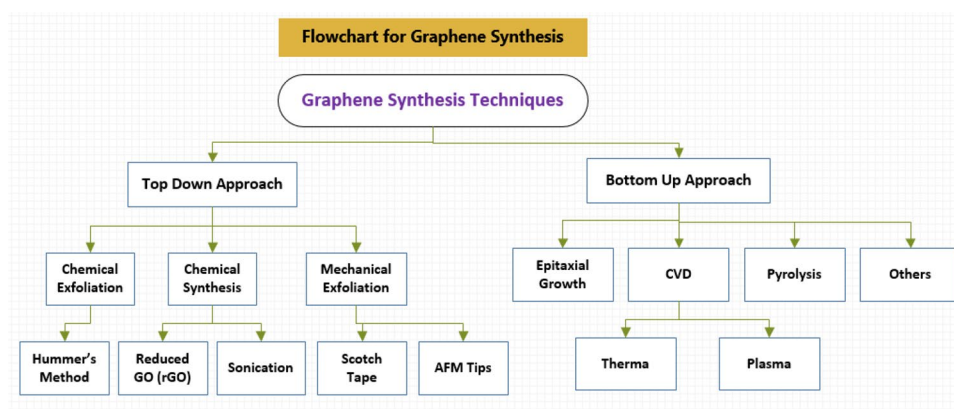 Flowchart for Graphene Synthesis
Graphene Synthesis Techniques
Top Down Approach
Bottom Up Approach
Chemical
Exfoliation
Chemical
Synthesis
Mechanical
Exfoliation
Epitaxial
Growth
CVD
Pyrolysis
Others
Hummer's
Method
Reduced
GO (rGO)
Sonication
Scotch
Tape
AFM Tips
Therma
Plasma